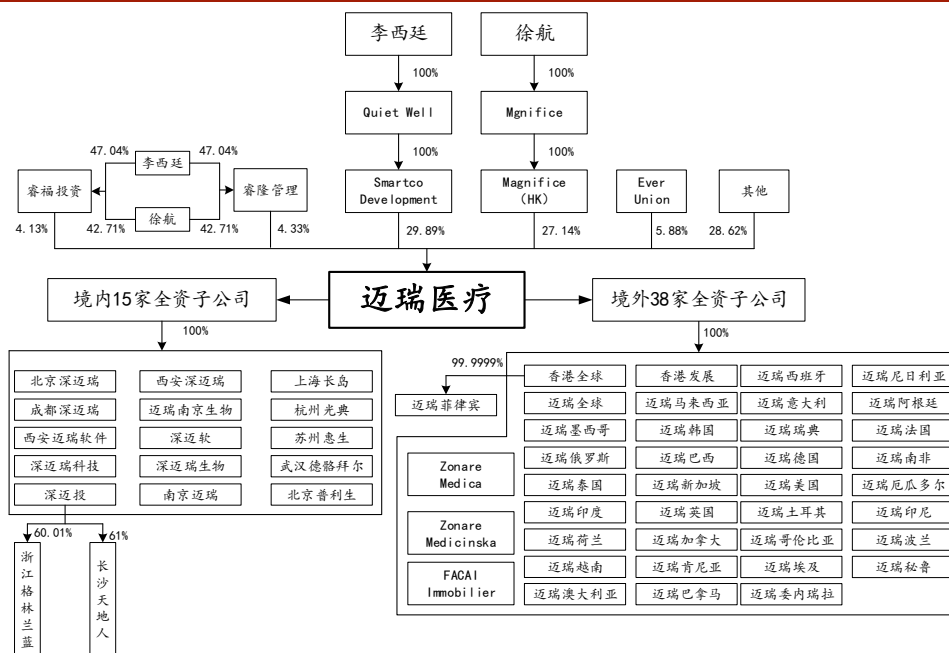 李西廷
徐航
100%
100%
Quiet Well
Mgnifice
100%
100%
47.04%
47.04%
李西廷
睿福投资
睿隆管理
徐航
42.71%
42.71%
Smartco
Development
Magnifice
（HK）
Ever
Union
其他
4.13%
4.33%
29.89%
27.14%
5.88%
28.62%
境内15家全资子公司
迈瑞医疗
境外38家全资子公司
100%
100%
北京深迈瑞
西安深迈瑞
上海长岛
成都深迈瑞
迈瑞南京生物
杭州光典
西安迈瑞软件
深迈软
苏州惠生
深迈瑞科技
深迈瑞生物
武汉德骼拜尔
深迈投
南京迈瑞
北京普利生
60.01%
61%
浙江格林兰蓝
长沙天地人
99.9999%
迈瑞菲律宾
香港全球
香港发展
迈瑞西班牙
迈瑞尼日利亚
迈瑞全球
迈瑞马来西亚
迈瑞意大利
迈瑞阿根廷
迈瑞墨西哥
迈瑞韩国
迈瑞瑞典
迈瑞法国
Zonare
Medica
迈瑞俄罗斯
迈瑞巴西
迈瑞德国
迈瑞南非
迈瑞泰国
迈瑞新加坡
迈瑞美国
迈瑞厄瓜多尔
Zonare
Medicinska
迈瑞印度
迈瑞英国
迈瑞土耳其
迈瑞印尼
迈瑞荷兰
迈瑞加拿大
迈瑞哥伦比亚
迈瑞波兰
FACAI
Immobilier
迈瑞越南
迈瑞肯尼亚
迈瑞埃及
迈瑞秘鲁
迈瑞澳大利亚
迈瑞巴拿马
迈瑞委内瑞拉